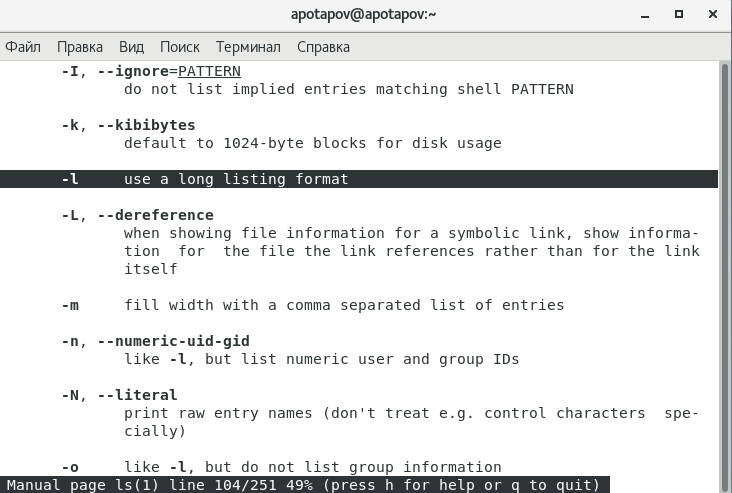 apotapov@apotapov:~
Файл Правка Вид Поиск Терминал Справка
-I, --ignore=PATTERN
do not list implied entries matching shell PATTERN
-k, --kibibytes
default to 1024-byte blocks for disk usage
-l use a long listing format
-L, --dereference
when showing file information for a symbolic link, show informa-
tion  for  the file the link references rather than for the link
itself
-m fill width with a comma separated list of entries
-n, --numeric-uid-gid
like -l, but list numeric user and group IDs
-N, --literal
print raw entry names (don't treat e.g. control characters  spe-
cially)
-o like -l, but do not list group information
Manual page ls(1) line 104/251 49% (press h for help or q to quit)